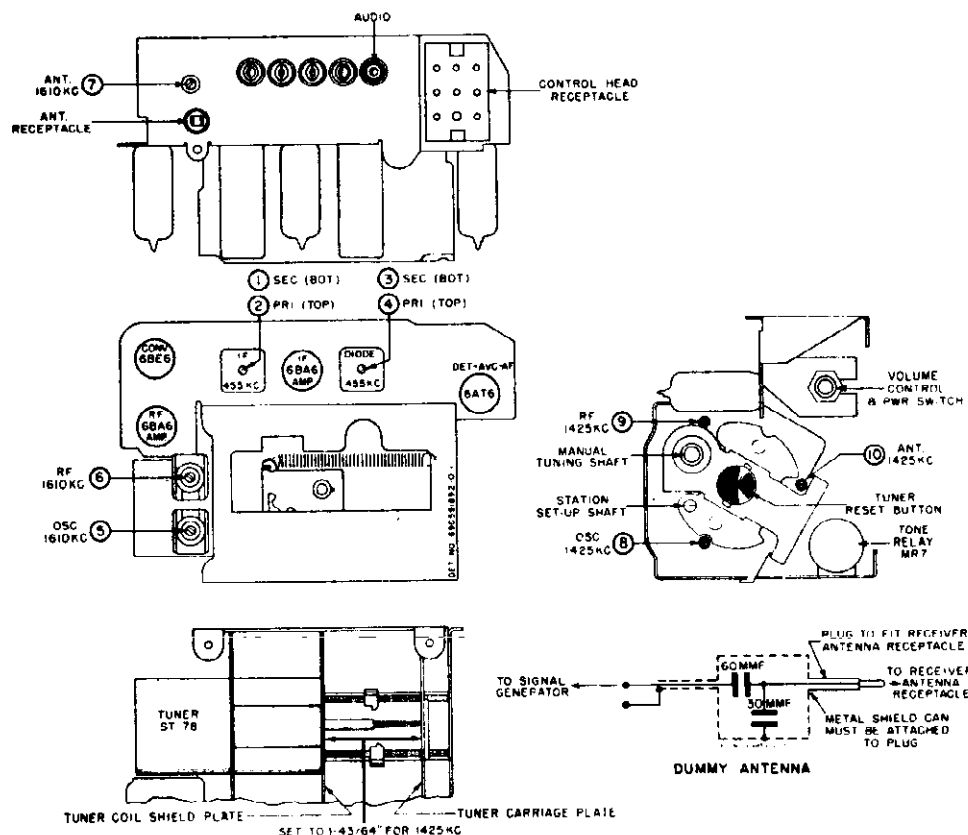 AUDIO
ANT.
1610KC
7
ANT.
RECEPTACLE
CONTROL HEAD
RECEPTACLE
1 SEC (BOT)
3 SEC (BOT)
2 PRI (TOP)
4 PRI (TOP)
CONV
6BE6
IF
455KC
IF
6BA6
AMP
DIODE
455KC
DET-AVC-AF
6AT6
RF
6BA6
AMP
RF
1610KC
6
OSC
1610KC
5
VOLUME
CONTROL
& PWR SWITCH
RF
1425KC
9
MANUAL
TUNING SHAFT
10
ANT.
1425KC
STATION
SET-UP SHAFT
TUNER
RESET BUTTON
OSC
1425KC
8
TONE
RELAY
MR7
TUNER
ST 78
TUNER COIL SHIELD PLATE
TUNER CARRIAGE PLATE
SET TO 1-43/64" FOR 1425KC
PLUG TO FIT RECEIVER
ANTENNA RECEPTACLE
TO SIGNAL
GENERATOR
60MMF
30MMF
TO RECEIVER
ANTENNA
RECEPTACLE
METAL SHIELD CAN
MUST BE ATTACHED
TO PLUG
DUMMY ANTENNA